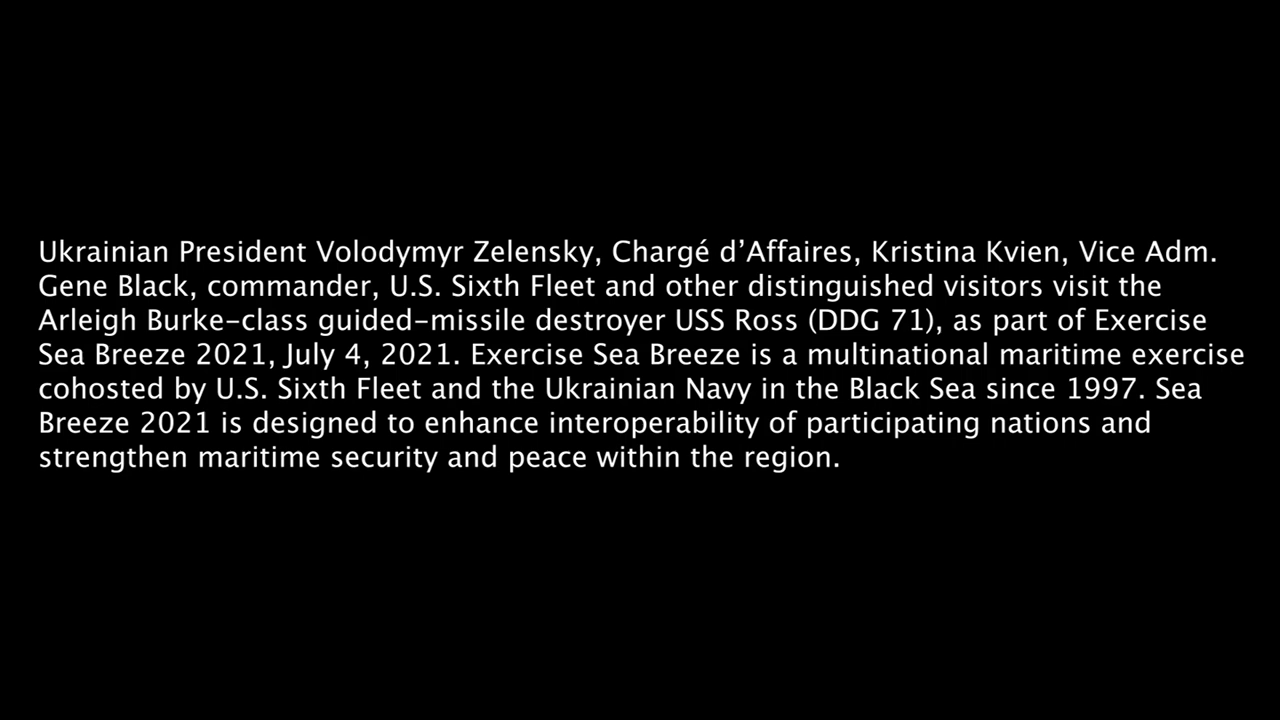 Ukrainian President Volodymyr Zelensky, Chargé d’Affaires, Kristina Kvien, Vice Adm.
Gene Black, commander, U.S. Sixth Fleet and other distinguished visitors visit the
Arleigh Burke-class guided-missile destroyer USS Ross (DDG 71), as part of Exercise
Sea Breeze 2021, July 4, 2021. Exercise Sea Breeze is a multinational maritime exercise
cohosted by U.S. Sixth Fleet and the Ukrainian Navy in the Black Sea since 1997. Sea
Breeze 2021 is designed to enhance interoperability of participating nations and
strengthen maritime security and peace within the region.